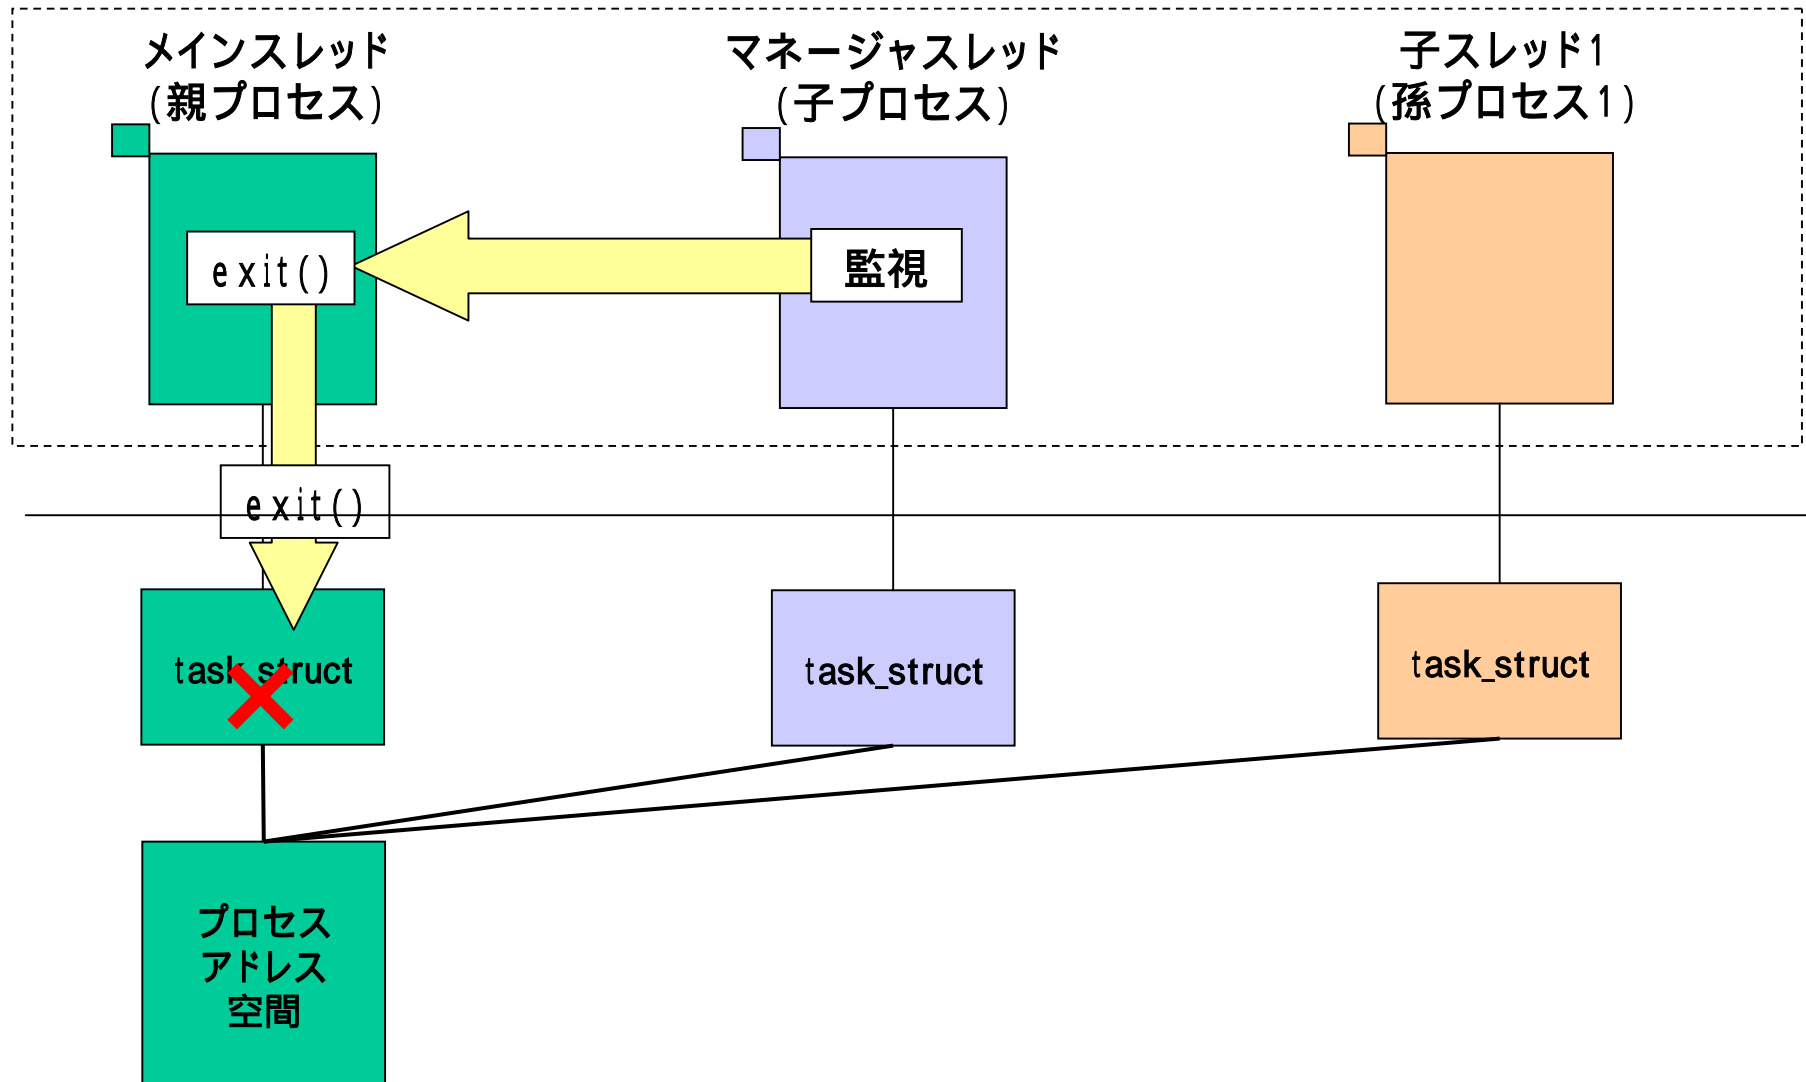 メインスレッド
(親プロセス)
マネージャスレッド
(子プロセス)
子スレッド1
(孫プロセス1)
exit()
監視
exit()
task_struct
task_struct
task_struct
プロセス
アドレス
空間